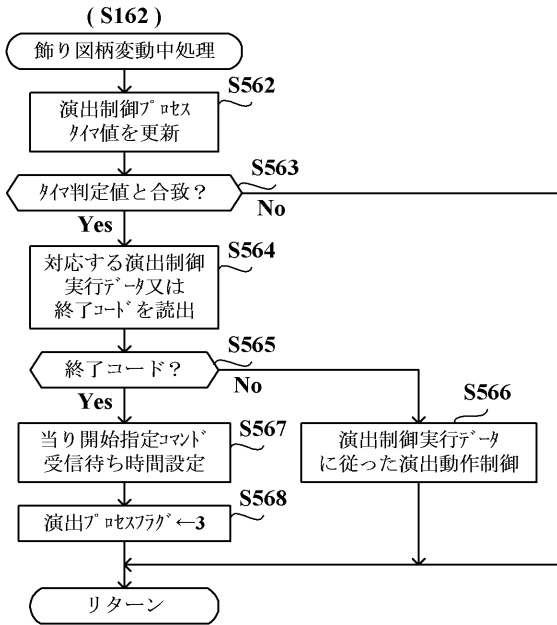 ( S162 )
飾り図柄変動中処理
S562
演出制御ﾌﾟﾛｾｽ
ﾀｲﾏ値を更新
S563
ﾀｲﾏ判定値と合致？
No
Yes
S564
対応する演出制御
実行ﾃﾞｰﾀ又は
終了ｺｰﾄﾞを読出
S565
終了コード？
No
Yes
S566
S567
当り開始指定ｺﾏﾝﾄﾞ
受信待ち時間設定
演出制御実行ﾃﾞｰﾀ
に従った演出動作制御
S568
演出ﾌﾟﾛｾｽﾌﾗｸﾞ←3
リターン